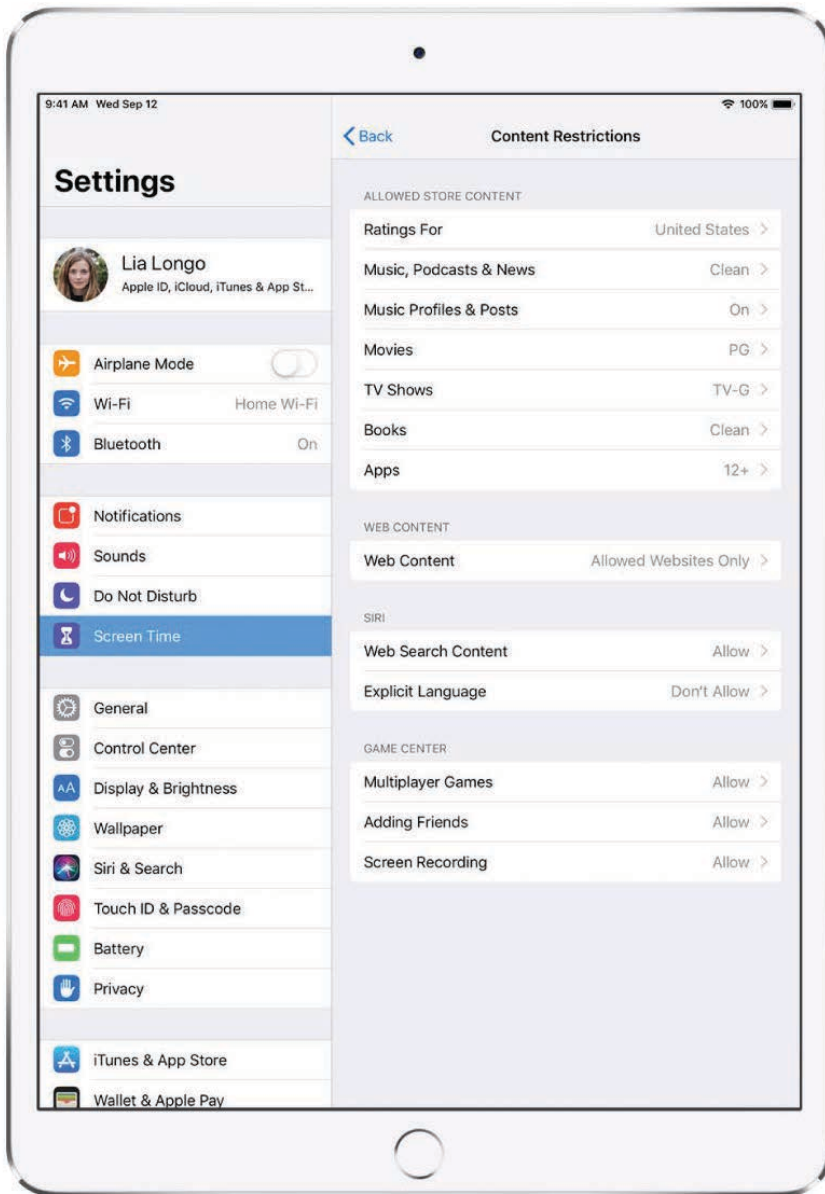 9:41 AM Wed Sep 12
100%
Settings
Lia Longo
Apple ID, iCloud, iTunes & App St...
Airplane Mode
Wi-Fi Home Wi-Fi
Bluetooth On
Notifications
Sounds
Do Not Disturb
Screen Time
General
Control Center
AA Display & Brightness
Wallpaper
Siri & Search
Touch ID & Passcode
Battery
Privacy
iTunes & App Store
Wallet & Apple Pay
Back Content Restrictions
ALLOWED STORE CONTENT
Ratings For United States
Music, Podcasts & News Clean
Music Profiles & Posts On
Movies PG
TV Shows TV-G
Books Clean
Apps 12+
WEB CONTENT
Web Content Allowed Websites Only
SIRI
Web Search Content Allow
Explicit Language Don't Allow
GAME CENTER
Multiplayer Games Allow
Adding Friends Allow
Screen Recording Allow